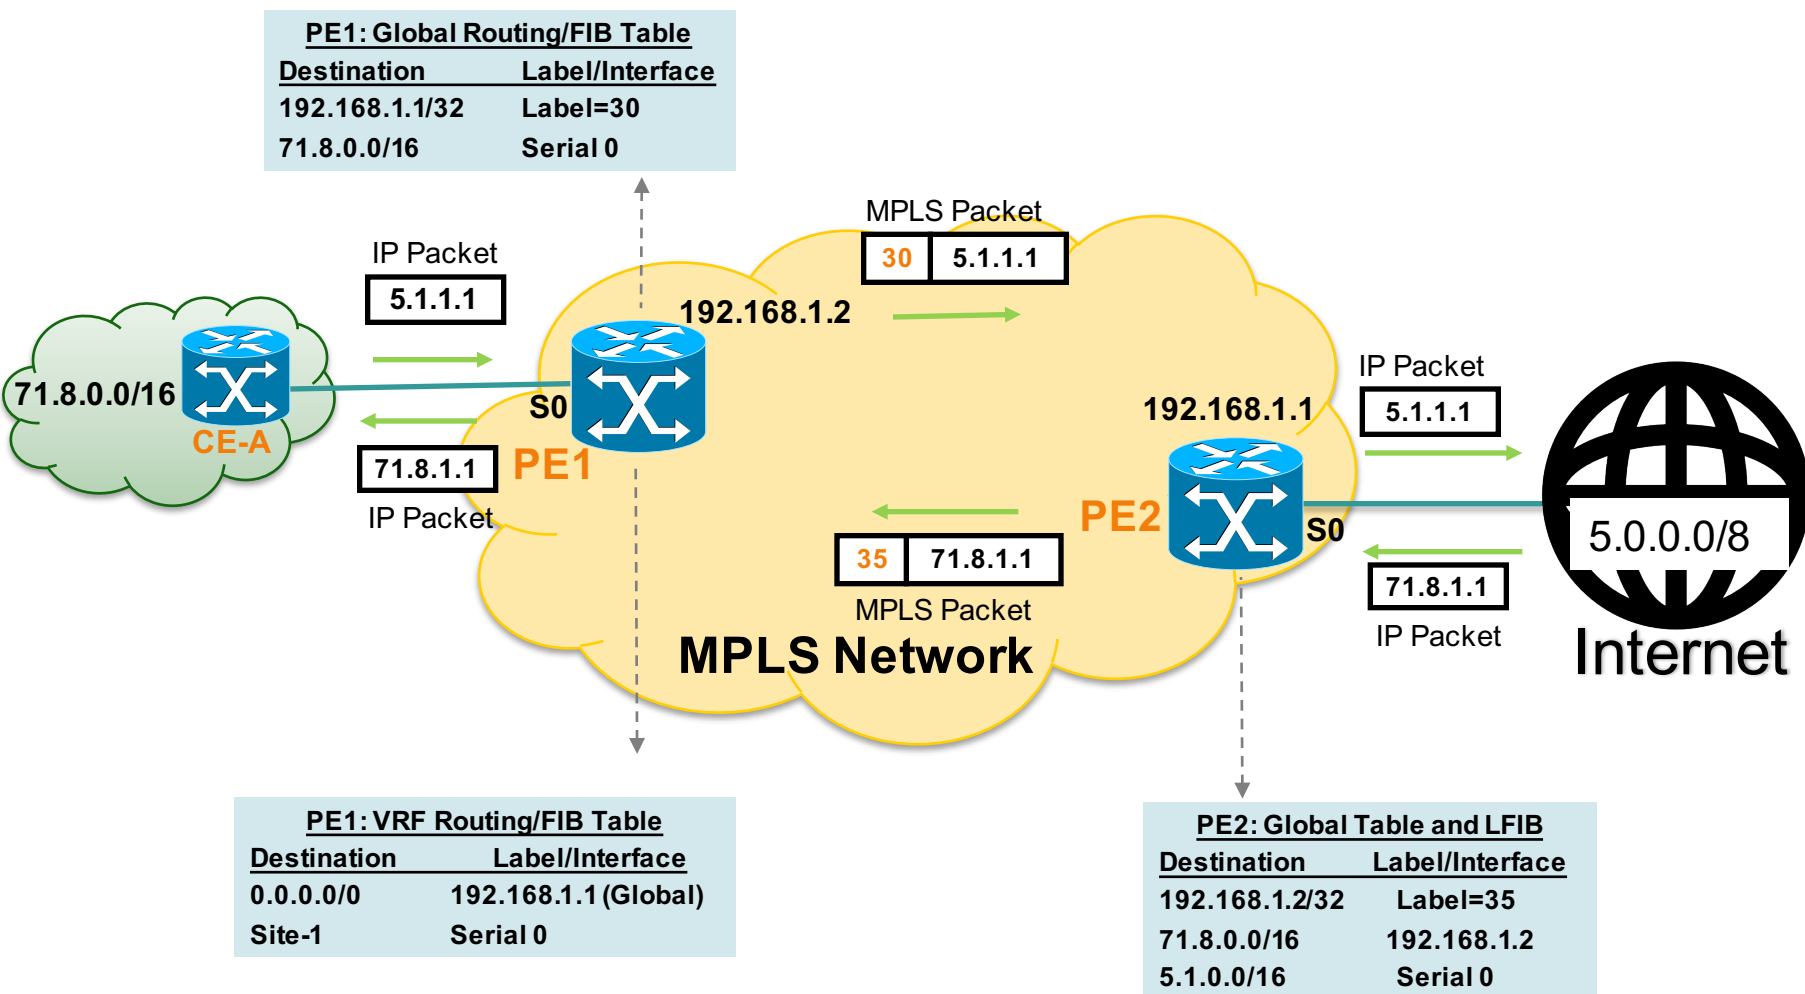 PE1: Global Routing/FIB Table
Destination Label/Interface
192.168.1.1/32 Label=30
71.8.0.0/16 Serial 0
MPLS Packet
30 5.1.1.1
IP Packet
5.1.1.1
192.168.1.2
71.8.0.0/16
CE-A
S0
PE1
71.8.1.1
IP Packet
IP Packet
5.1.1.1
192.168.1.1
PE2
S0
5.0.0.0/8
Internet
35 71.8.1.1
MPLS Packet
71.8.1.1
IP Packet
MPLS Network
PE1: VRF Routing/FIB Table
Destination Label/Interface
0.0.0.0/0 192.168.1.1 (Global)
Site-1 Serial 0
PE2: Global Table and LFIB
Destination Label/Interface
192.168.1.2/32 Label=35
71.8.0.0/16 192.168.1.2
5.1.0.0/16 Serial 0